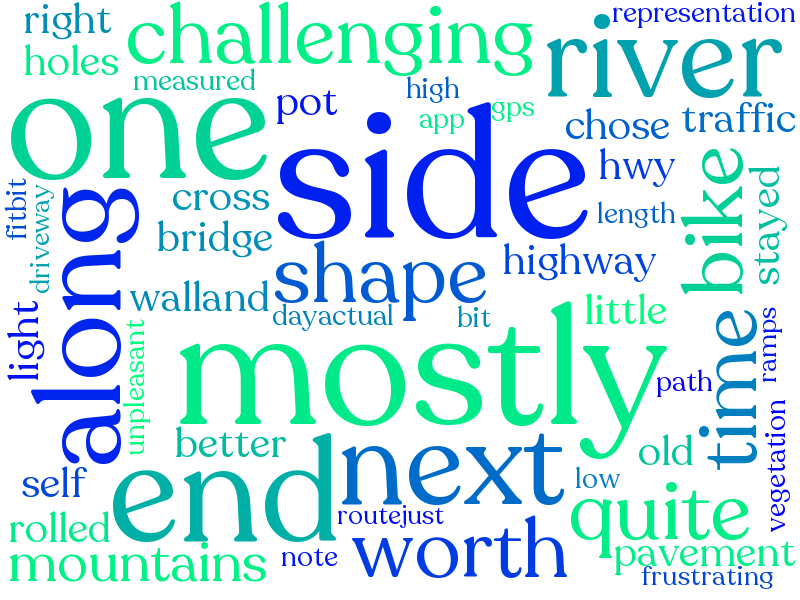 right
challenging
representation
river
holes
measured
one
pot
high
app
gps
side
chose
traffic
hwy
bike
stayed
fitbit
driveway
along
cross
bridge
length
shape
highway
walland
dayactual
bit
little
light
unpleasant
mostly
time
ramps
path
vegetation
better
end
next
old
low
self
routejust
quite
rolled
mountains
note
worth
pavement
frustrating